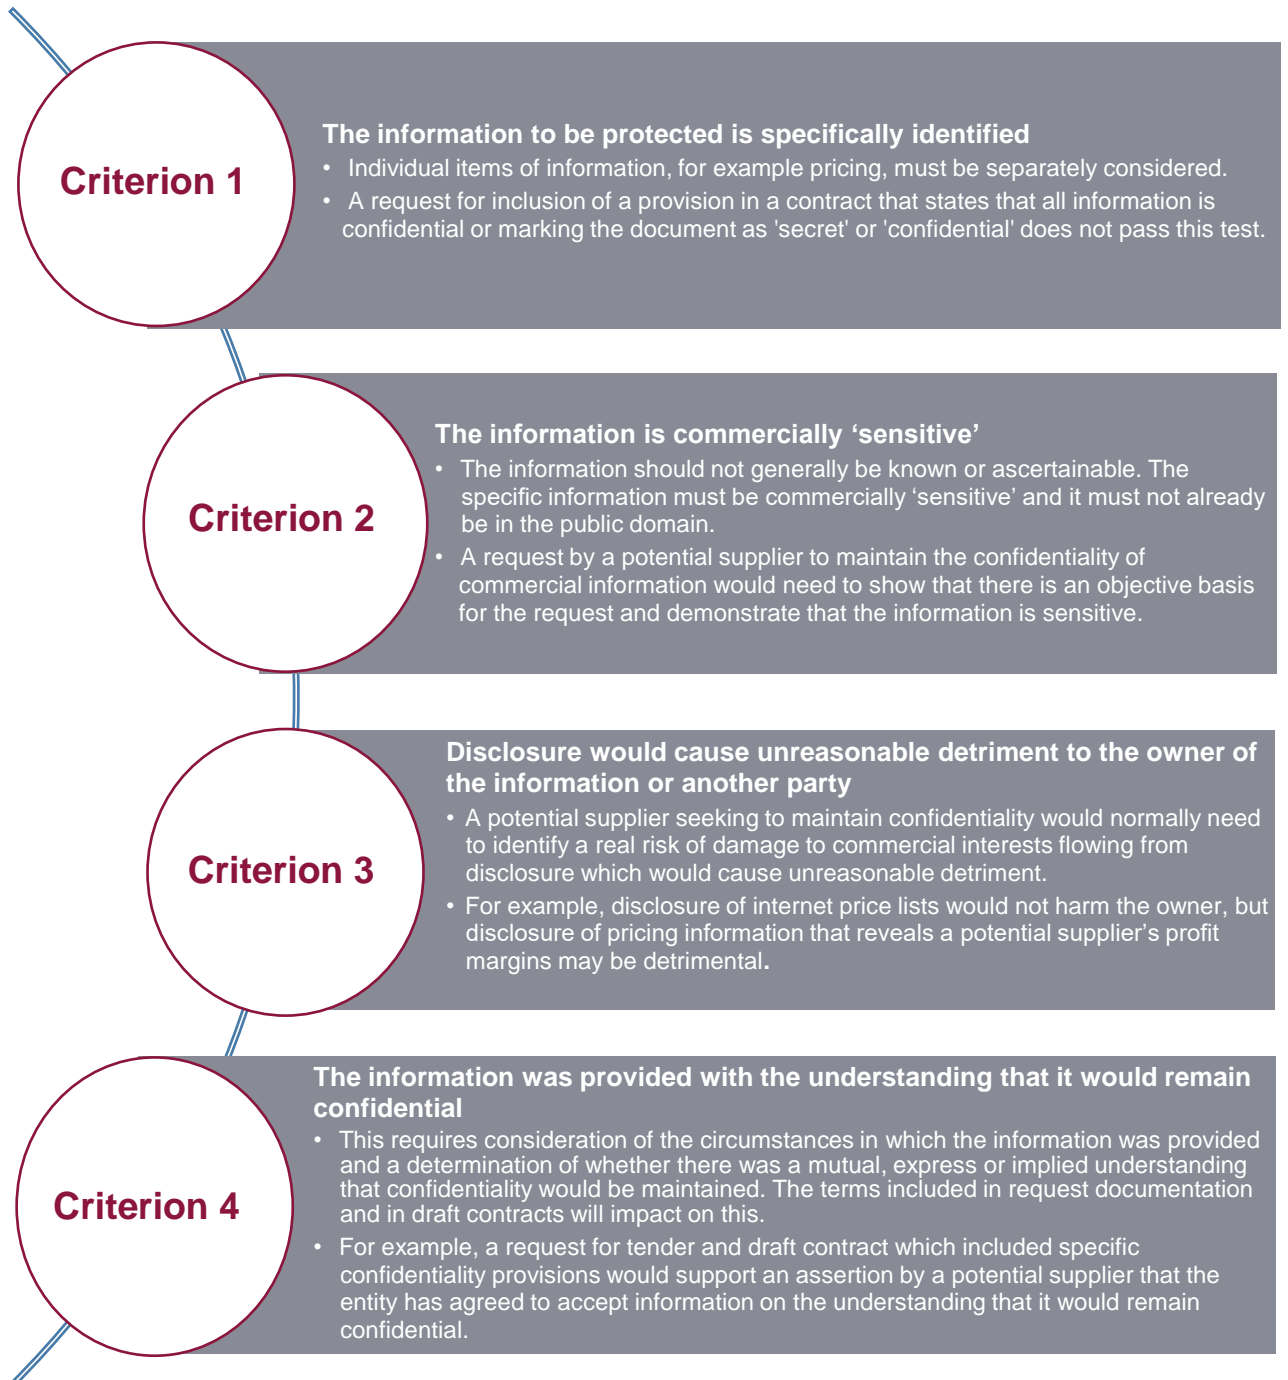 Criterion 1
The information to be protected is specifically identified
• Individual items of information, for example pricing, must be separately considered.
• A request for inclusion of a provision in a contract that states that all information is
confidential or marking the document as 'secret' or 'confidential' does not pass this test.
Criterion 2
The information is commercially ‘sensitive’
• The information should not generally be known or ascertainable. The
specific information must be commercially ‘sensitive’ and it must not already
be in the public domain.
• A request by a potential supplier to maintain the confidentiality of
commercial information would need to show that there is an objective basis
for the request and demonstrate that the information is sensitive.
Criterion 3
Disclosure would cause unreasonable detriment to the owner of
the information or another party
• A potential supplier seeking to maintain confidentiality would normally need
to identify a real risk of damage to commercial interests flowing from
disclosure which would cause unreasonable detriment.
• For example, disclosure of internet price lists would not harm the owner, but
disclosure of pricing information that reveals a potential supplier’s profit
margins may be detrimental.
Criterion 4
The information was provided with the understanding that it would remain
confidential
• This requires consideration of the circumstances in which the information was provided
and a determination of whether there was a mutual, express or implied understanding
that confidentiality would be maintained. The terms included in request documentation
and in draft contracts will impact on this.
• For example, a request for tender and draft contract which included specific
confidentiality provisions would support an assertion by a potential supplier that the
entity has agreed to accept information on the understanding that it would remain
confidential.